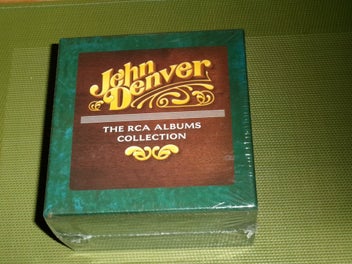 John
Denver
THE RCA ALBUMS
COLLECTION